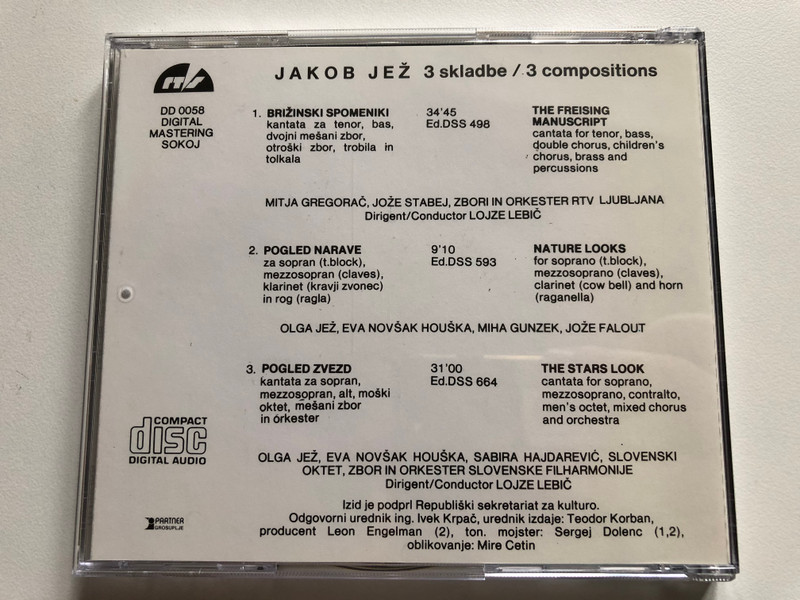 RTS
JAKOB JEŽ 3 skladbe / 3 compositions
DD 0058
DIGITAL
MASTERING
SOKOJ
1. BRIŽINSKI SPOMENIKI
kantata za tenor, bas,
dvojni mešani zbor,
otroški zbor, trobila in
tolkala
34'45
Ed.DSS 498
THE FREISING
MANUSCRIPT
cantata for tenor, bass,
double chorus, children's
chorus, brass and
percussions
MITJA GREGORAČ, JOŽE STABEJ, ZBORI IN ORKESTER RTV LJUBLJANA
Dirigent/Conductor LOJZE LEBIČ
2. POGLED NARAVE
za sopran (t.block),
mezzosopran (claves),
klarinet (kravji zvonec)
in rog (ragla)
9'10
Ed.DSS 593
NATURE LOOKS
for soprano (t.block),
mezzosoprano (claves),
clarinet (cow bell) and horn
(raganella)
OLGA JEŽ, EVA NOVŠAK HOUŠKA, MIHA GUNZEK, JOŽE FALOUT
3. POGLED ZVEZD
kantata za sopran,
mezzosopran, alt, moški
oktet, mešani zbor
in orkester
31'00
Ed.DSS 664
THE STARS LOOK
cantata for soprano,
mezzosoprano, contralto,
men's octet, mixed chorus
and orchestra
COMPACT
disc
DIGITAL AUDIO
OLGA JEŽ, EVA NOVŠAK HOUŠKA, SABIRA HAJDAREVIĆ, SLOVENSKI
OKTET, ZBOR IN ORKESTER SLOVENSKE FILHARMONIJE
Dirigent/Conductor LOJZE LEBIČ
Izid je podprl Republiški sekretariat za kulturo.
Odgovorni urednik ing. Ivek Krpač, urednik izdaje: Teodor Korban,
producent Leon Engelman (2), ton. mojster: Sergej Dolenc (1,2),
oblikovanje: Mire Cetin
PARTNER
GROSUPLJE